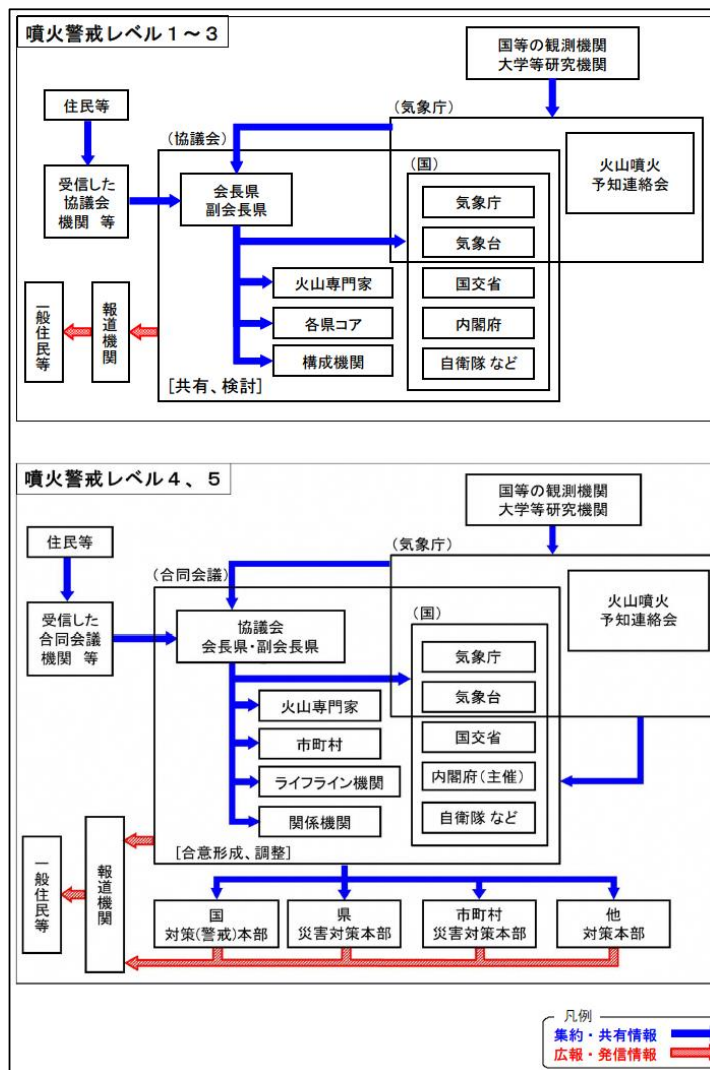 噴火警戒レベル1~3
国等の観測機関
大学等研究機関
住民等
(気象庁)
(協議会)
(国)
火山噴火
予知連絡会
受信した
協議会
機関 等
会長県
副会長県
気象庁
気象台
火山専門家
国交省
各県コア
内閣府
構成機関
自衛隊 など
報道機関
一般住民等
[共有、検討]
噴火警戒レベル4、5
国等の観測機関
大学等研究機関
住民等
(気象庁)
(合同会議)
(国)
火山噴火
予知連絡会
受信した
合同会議
機関 等
協議会
会長県・副会長県
気象庁
気象台
火山専門家
国交省
市町村
ライフライン機関
内閣府(主催)
関係機関
自衛隊 など
報道機関
一般住民等
[合意形成、調整]
国
対策(警戒)本部
県
災害対策本部
市町村
災害対策本部
他
対策本部
凡例
集約・共有情報
広報・発信情報